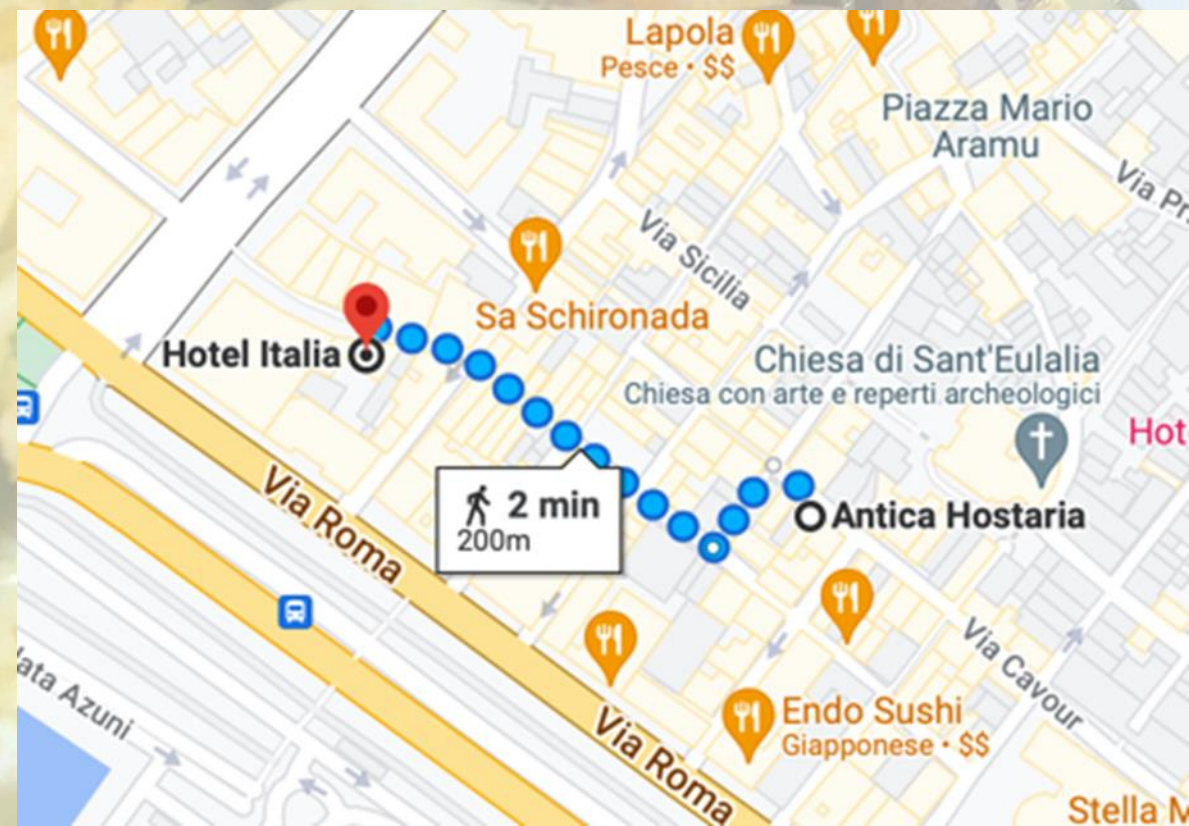 Lapola
Pesce • $$
Piazza Mario
Aramu
Via Pr
Via Sicilia
Sa Schironada
Hotel Italia
Chiesa di Sant'Eulalia
Chiesa con arte e reperti archeologici
Hot
Via Roma
2 min
200m
Antica Hostaria
Via Cavour
lata Azuni
Endo Sushi
Giapponese • $$
Via Roma
Stella M